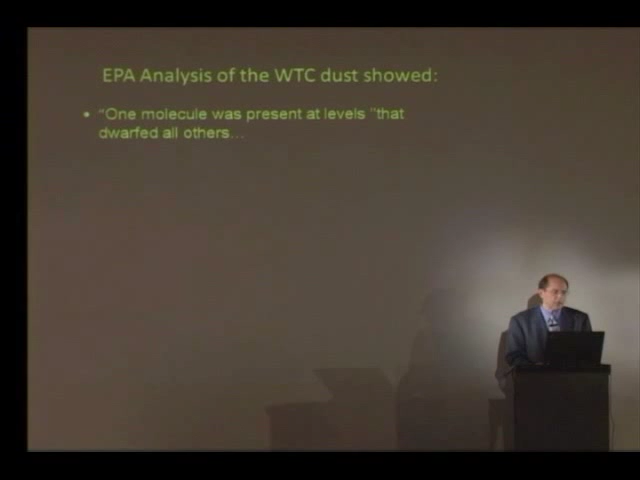 EPA Analysis of the WTC dust showed:
• "One molecule was present at levels "that
dwarfed all others...